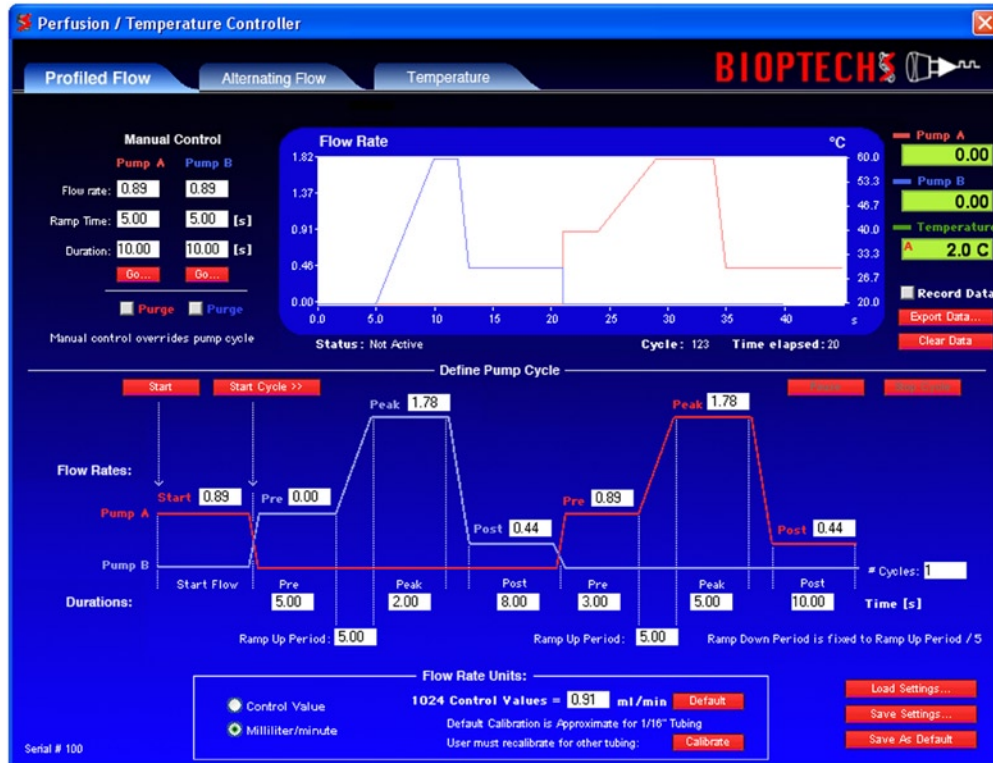 Perfusion / Temperature Controller
Profiled Flow
Alternating Flow
Temperature
BIOPTECHS
Manual Control
Pump A Pump B
Flow rate: 0.89 0.89
Ramp Time: 5.00 5.00 [s]
Duration: 10.00 10.00 [s]
Go... Go...
Purge Purge
Manual control overrides pump cycle
Flow Rate °C
1.82 60.0
1.37 53.3
46.7
0.91 40.0
33.3
0.46 26.7
0.00 20.0
0.0 5.0 10 15 20 25 30 35 40 s
Status: Not Active Cycle: 123 Time elapsed: 20
Pump A
0.00
Pump B
0.00
Temperature
A 2.0 C
Record Data
Export Data...
Clear Data
Define Pump Cycle
Start Start Cycle >>
Peak 1.78 Peak 1.78
Flow Rates:
Start 0.89 Pre 0.00 Pre 0.89
Pump A
Post 0.44 Post 0.44
Pump B
# Cycles: 1
Start Flow Pre Peak Post Pre Peak Post
Durations: 5.00 2.00 8.00 3.00 5.00 10.00 Time [s]
Ramp Up Period: 5.00 Ramp Up Period: 5.00 Ramp Down Period is fixed to Ramp Up Period / 5
Flow Rate Units:
Control Value
Milliliter/minute
1024 Control Values = 0.91 ml/min Default
Default Calibration is Approximate for 1/16" Tubing
User must recalibrate for other tubing: Calibrate
Load Settings...
Save Settings...
Save As Default
Serial # 100